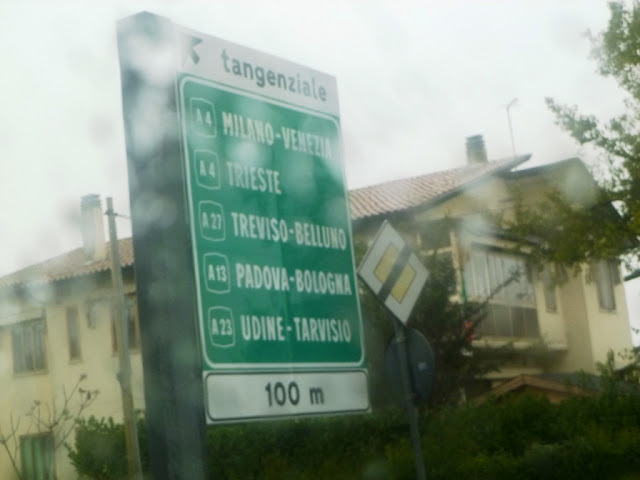 tangenziale
A4 MILANO-VENEZIA
A4 TRIESTE
A27 TREVISO-BELLUNO
A13 PADOVA-BOLOGNA
A23 UDINE-TARVISIO
100 m